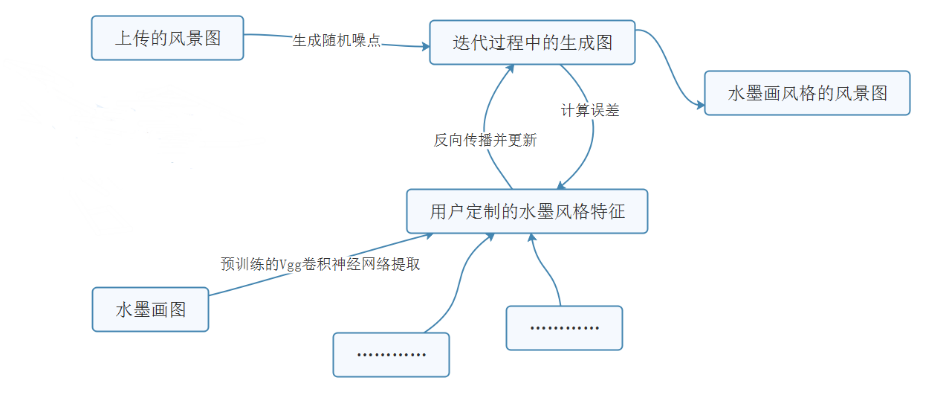 上传的风景图
生成随机噪点
迭代过程中的生成图
水墨画风格的风景图
计算误差
反向传播并更新
用户定制的水墨风格特征
预训练的Vgg卷积神经网络提取
水墨画图
…………
…………